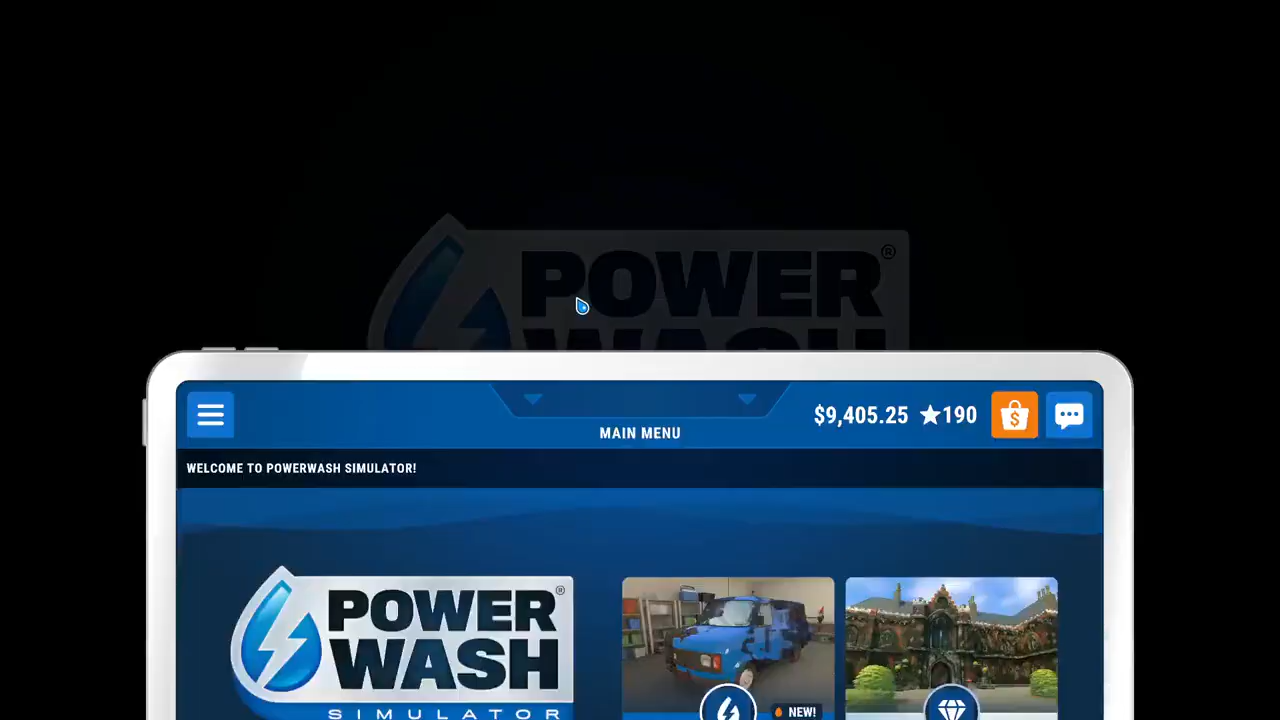 POWER®
WASH
$9,405.25 ★190
MAIN MENU
WELCOME TO POWERWASH SIMULATOR!
POWER®
WASH
SIMULATOR
NEW!